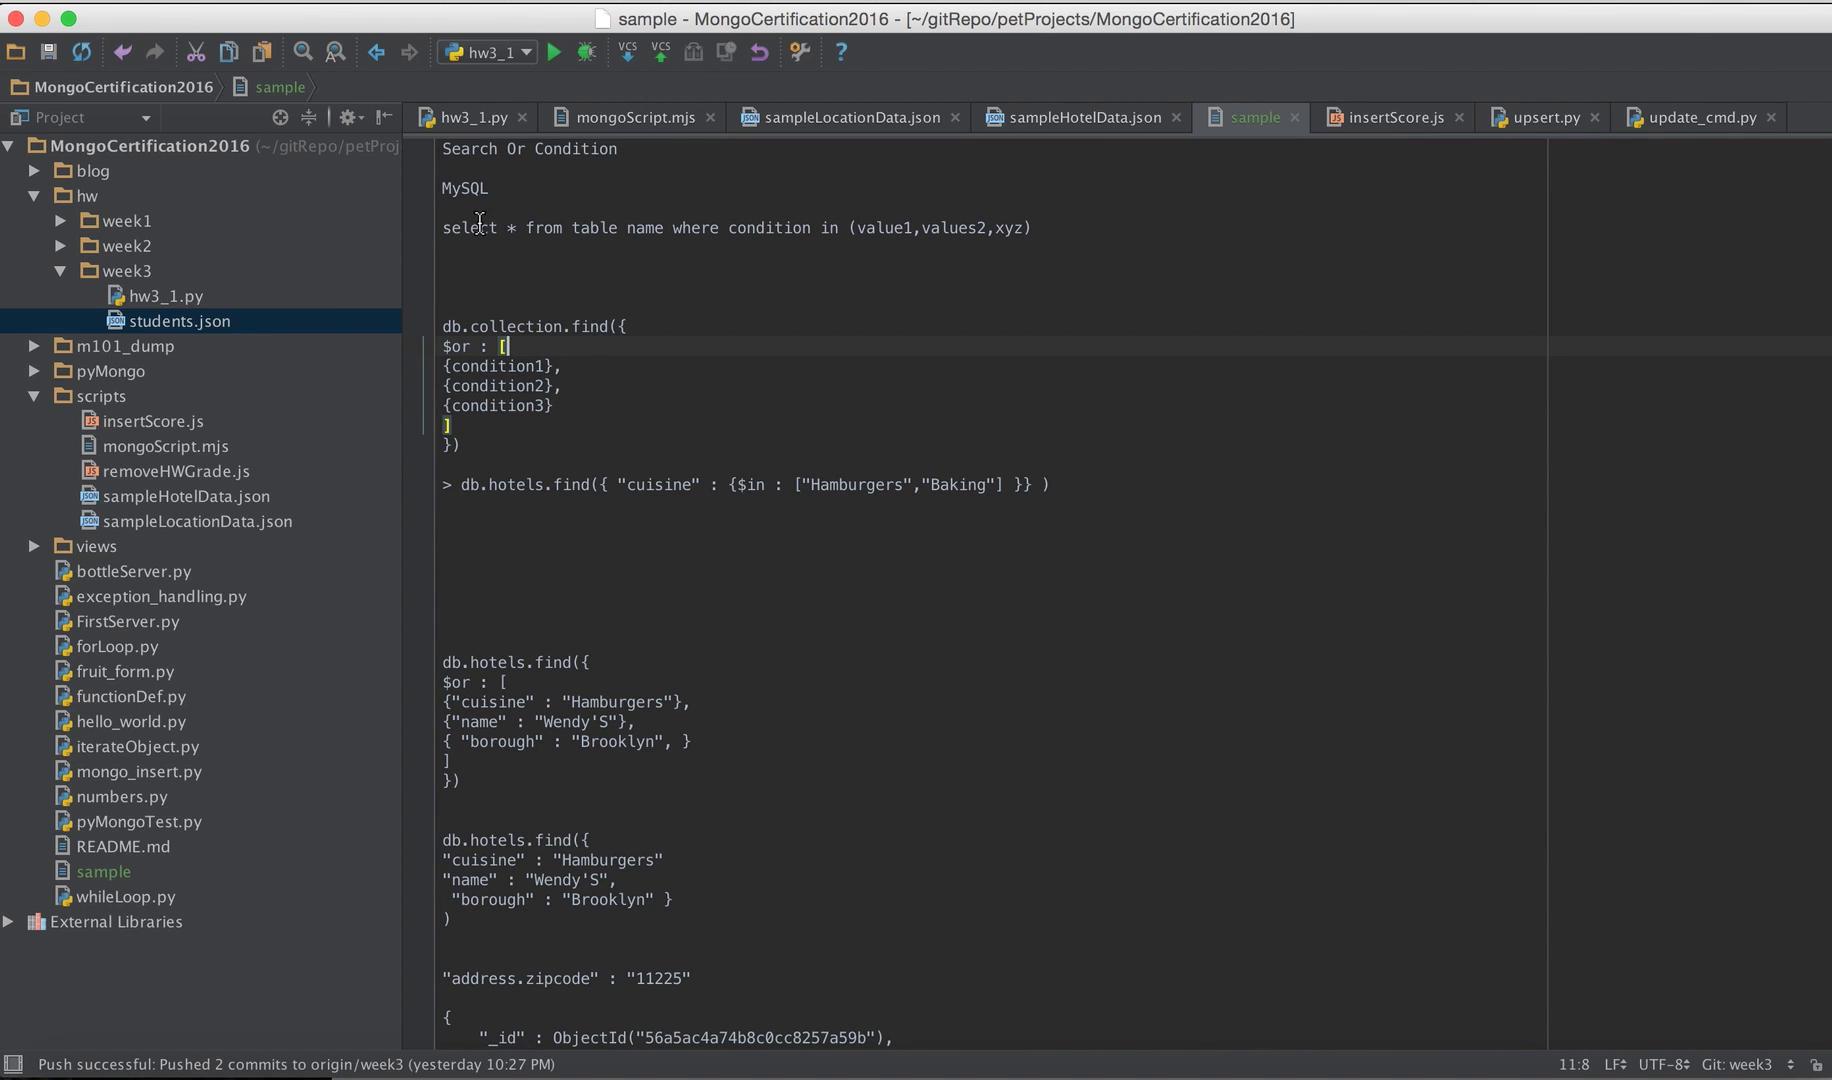 sample - MongoCertification2016 - [~/gitRepo/petProjects/MongoCertification2016]
hw3_1
VCS VCS ?
MongoCertification2016 sample
Project
hw3_1.py mongoScript.mjs sampleLocationData.json sampleHotelData.json sample insertScore.js upsert.py update_cmd.py
MongoCertification2016 (~/gitRepo/petProj
blog
hw
week1
week2
week3
hw3_1.py
students.json
m101_dump
pyMongo
scripts
insertScore.js
mongoScript.mjs
removeHWGrade.js
sampleHotelData.json
sampleLocationData.json
views
bottleServer.py
exception_handling.py
FirstServer.py
forLoop.py
fruit_form.py
functionDef.py
hello_world.py
iterateObject.py
mongo_insert.py
numbers.py
pyMongoTest.py
README.md
sample
whileLoop.py
External Libraries
Search Or Condition
MySQL
select * from table name where condition in (value1,values2,xyz)
db.collection.find({
$or : [
{condition1},
{condition2},
{condition3}
]
})
> db.hotels.find({ "cuisine" : {$in : ["Hamburgers","Baking"] }} )
db.hotels.find({
$or : [
{"cuisine" : "Hamburgers"},
{"name" : "Wendy'S"},
{ "borough" : "Brooklyn", }
]
})
db.hotels.find({
"cuisine" : "Hamburgers"
"name" : "Wendy'S",
"borough" : "Brooklyn" }
)
"address.zipcode" : "11225"
{
"_id" : ObjectId("56a5ac4a74b8c0cc8257a59b"),
Push successful: Pushed 2 commits to origin/week3 (yesterday 10:27 PM)
11:8 LF UTF-8 Git: week3